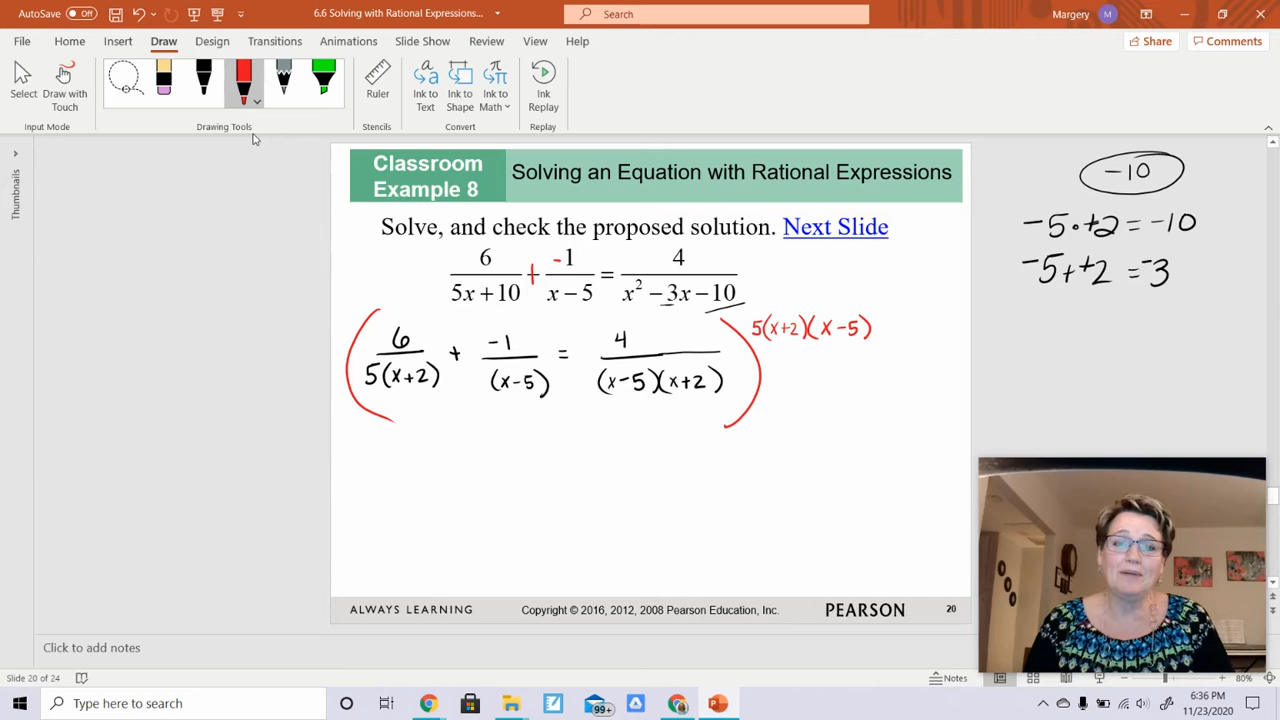 AutoSave Off
6.6 Solving with Rational Expressions...
Search
Margery M
File Home Insert Draw Design Transitions Animations Slide Show Review View Help
Share Comments
Select
Draw with Touch
Ruler
Ink to Text
Ink to Shape
Ink to Math
Ink Replay
Input Mode Drawing Tools Stencils Convert Replay
Thumbnails
Classroom Example 8
Solving an Equation with Rational Expressions
Solve, and check the proposed solution. Next Slide
6 + -1 4
5x + 10 x − 5 = x² − 3x − 10
6 + -1 = 4
5(x+2) (x-5) (x-5)(x+2)
5(x+2)(x-5)
-10
-5·+2 = -10
-5++2 = -3
ALWAYS LEARNING
Copyright © 2016, 2012, 2008 Pearson Education, Inc.
PEARSON
20
Click to add notes
Slide 20 of 24
Notes
80%
Type here to search
99+
6:36 PM
11/23/2020